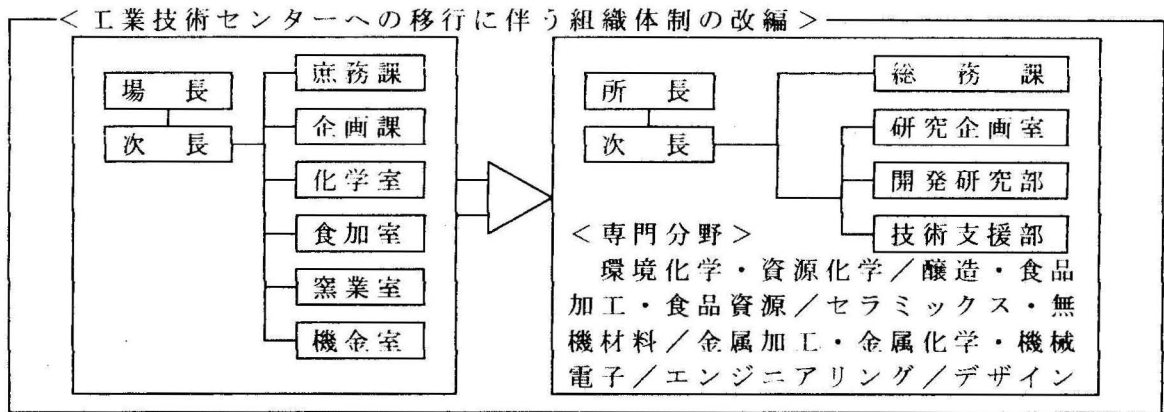 <工業技術センターへの移行に伴う組織体制の改編>
場長
次長
庶務課
企画課
化学室
食加室
窯業室
機金室
所長
次長
総務課
研究企画室
開発研究部
技術支援部
<専門分野>
環境化学・資源化学/醸造・食品
加工・食品資源/セラミックス・無
機材料/金属加工・金属化学・機械
電子/エンジニアリング/デザイン